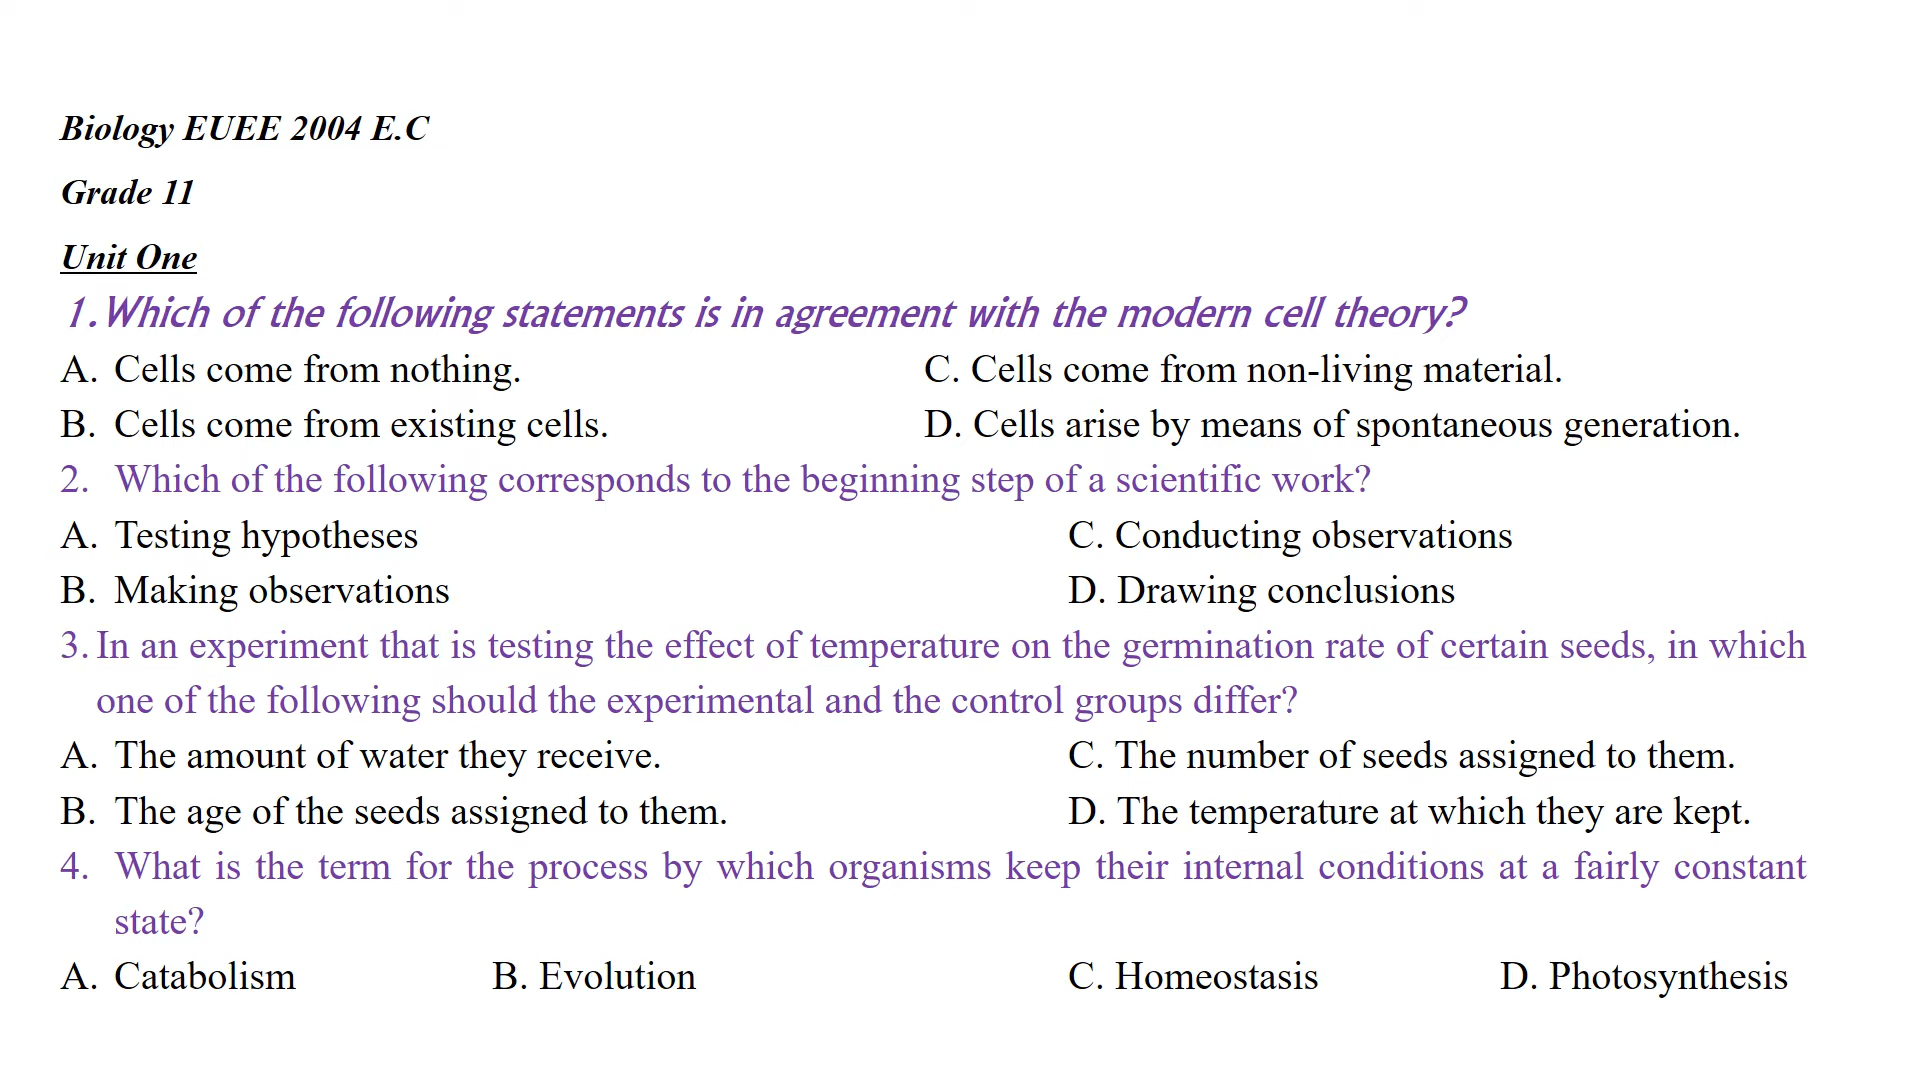 Biology EUEE 2004 E.C
Grade 11
Unit One
1. Which of the following statements is in agreement with the modern cell theory?
A. Cells come from nothing. C. Cells come from non-living material.
B. Cells come from existing cells. D. Cells arise by means of spontaneous generation.
2. Which of the following corresponds to the beginning step of a scientific work?
A. Testing hypotheses C. Conducting observations
B. Making observations D. Drawing conclusions
3. In an experiment that is testing the effect of temperature on the germination rate of certain seeds, in which
one of the following should the experimental and the control groups differ?
A. The amount of water they receive. C. The number of seeds assigned to them.
B. The age of the seeds assigned to them. D. The temperature at which they are kept.
4. What is the term for the process by which organisms keep their internal conditions at a fairly constant
state?
A. Catabolism B. Evolution C. Homeostasis D. Photosynthesis